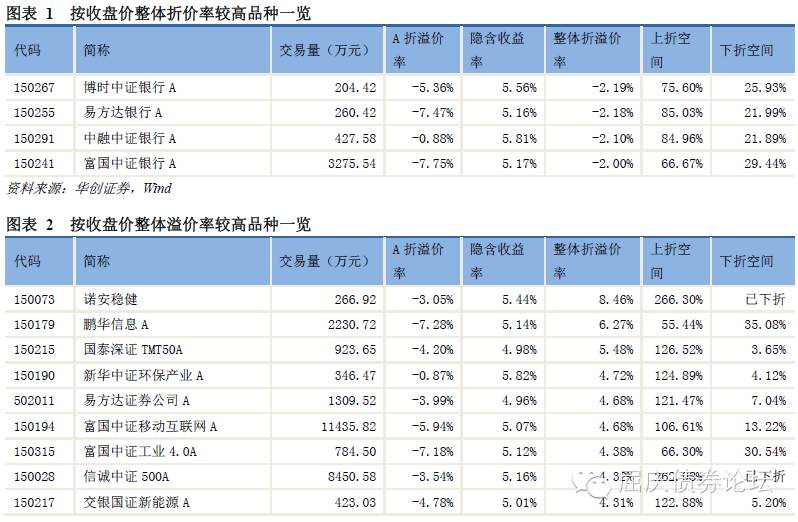 图表 1 按收盘价整体折价率较高品种一览
代码 简称 交易量（万元） A 折溢价率 隐含收益率 整体折溢价率 上折空间 下折空间
150267 博时中证银行 A 204.42 -5.36% 5.56% -2.19% 75.60% 25.93%
150255 易方达银行 A 260.42 -7.47% 5.16% -2.18% 85.03% 21.99%
150291 中融中证银行 A 427.58 -0.88% 5.81% -2.10% 84.96% 21.89%
150241 富国中证银行 A 3275.54 -7.75% 5.17% -2.00% 66.67% 29.44%
资料来源：华创证券，Wind
图表 2 按收盘价整体溢价率较高品种一览
代码 简称 交易量（万元） A 折溢价率 隐含收益率 整体折溢价率 上折空间 下折空间
150073 诺安稳健 266.92 -3.05% 5.44% 8.46% 266.30% 已下折
150179 鹏华信息 A 2230.72 -7.28% 5.14% 6.27% 55.44% 35.08%
150215 国泰深证 TMT50A 923.65 -4.20% 4.98% 5.48% 126.52% 3.65%
150190 新华中证环保产业 A 346.47 -0.87% 5.82% 4.72% 124.89% 4.12%
502011 易方达证券公司 A 1309.52 -3.99% 4.96% 4.68% 121.47% 7.04%
150194 富国中证移动互联网 A 11435.82 -5.94% 5.07% 4.68% 106.61% 13.22%
150315 富国中证工业 4.0A 784.50 -7.18% 5.12% 4.38% 66.30% 30.54%
150028 信诚中证 500A 8450.58 -3.54% 5.16% 已下折
150217 交银国证新能源 A 423.03 -4.78% 5.01% 4.31% 122.88% 5.20%
屈庆债券论坛